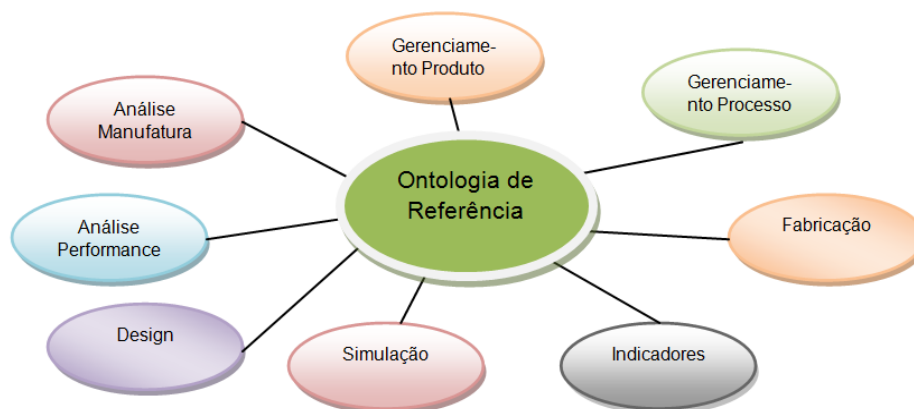 Gerenciame-
nto Produto
Gerenciame-
nto Processo
Análise
Manufatura
Ontologia de
Referência
Análise
Performance
Fabricação
Design
Simulação
Indicadores